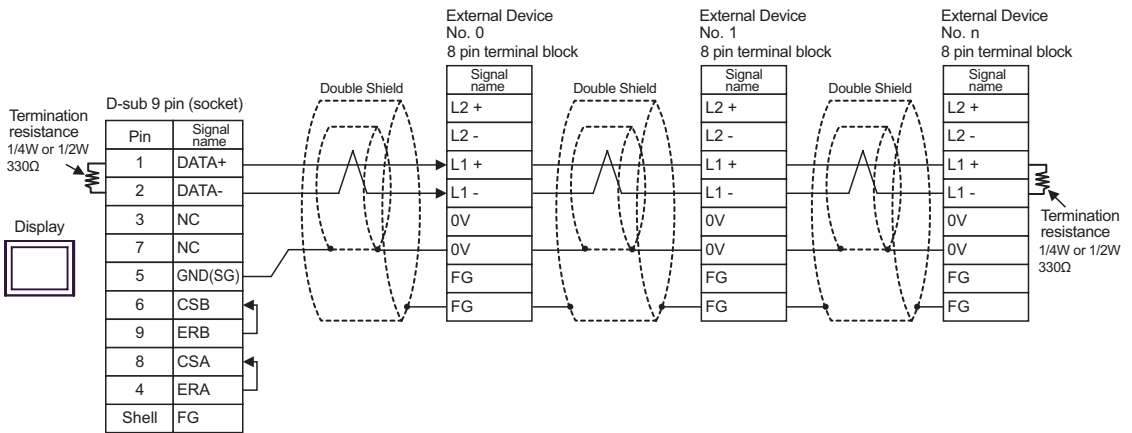 External Device
No. 0
8 pin terminal block
External Device
No. 1
8 pin terminal block
External Device
No. n
8 pin terminal block
Double Shield
Double Shield
Double Shield
Termination
resistance
1/4W or 1/2W
330Ω
D-sub 9 pin (socket)
Pin Signal name
1 DATA+
2 DATA-
3 NC
7 NC
5 GND(SG)
6 CSB
9 ERB
8 CSA
4 ERA
Shell FG
Display
Signal
name
L2 +
L2 -
L1 +
L1 -
0V
0V
FG
FG
Signal
name
L2 +
L2 -
L1 +
L1 -
0V
0V
FG
FG
Signal
name
L2 +
L2 -
L1 +
L1 -
0V
0V
FG
FG
Termination
resistance
1/4W or 1/2W
330Ω